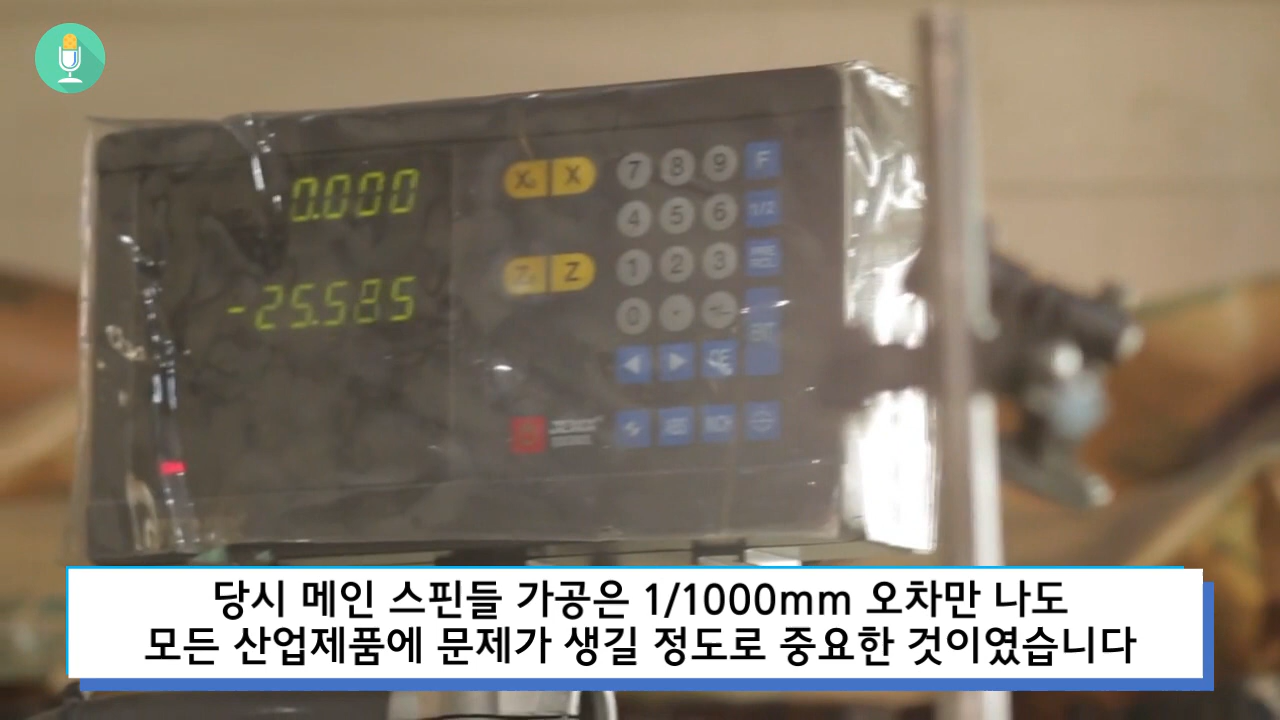 0.000
X₀ X
7 8 9 F
4 5 6 1/2
-25.585
Z₀ Z
1 2 3
0 .
당시 메인 스핀들 가공은 1/1000mm 오차만 나도
모든 산업제품에 문제가 생길 정도로 중요한 것이였습니다